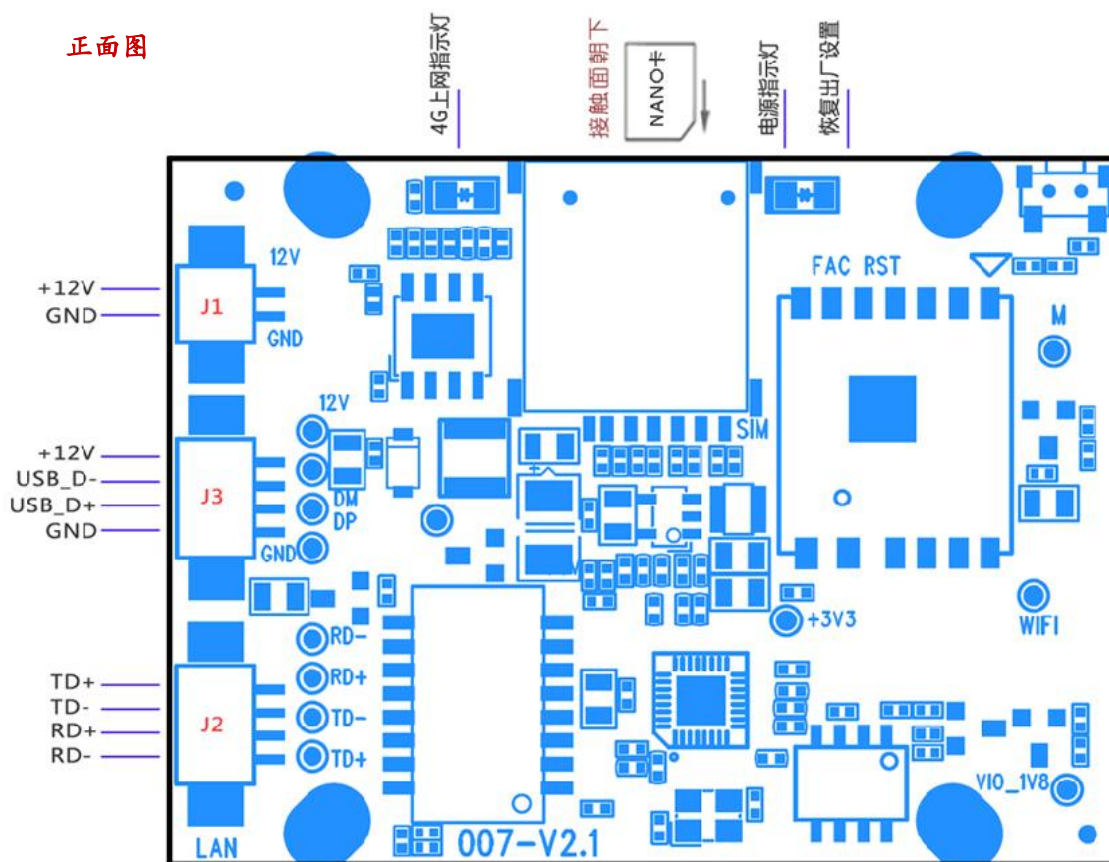 正面图
4G上网指示灯
接触面朝下
NANO卡
电源指示灯
恢复出厂设置
12V
+12V
J1
GND
GND
FAC RST
M
12V
SIM
+12V
USB_D-
J3
DM
USB_D+
DP
GND
GND
+3V3
WIFI
RD-
TD+
RD+
TD-
J2
TD-
RD+
RD-
TD+
VIO_1V8
LAN
007-V2.1